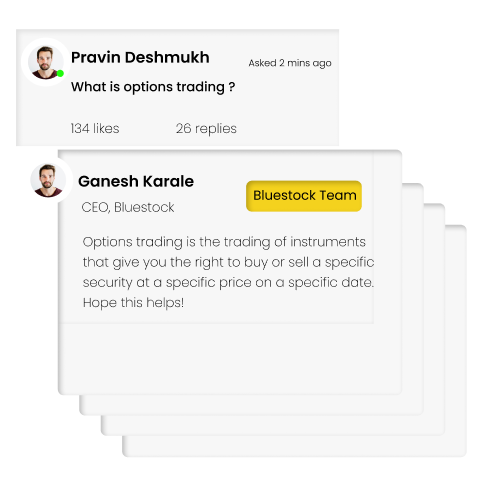 Pravin Deshmukh
Asked 2 mins ago
What is options trading ?
134 likes 26 replies
Ganesh Karale
Bluestock Team
CEO, Bluestock
Options trading is the trading of instruments
that give you the right to buy or sell a specific
security at a specific price on a specific date.
Hope this helps!